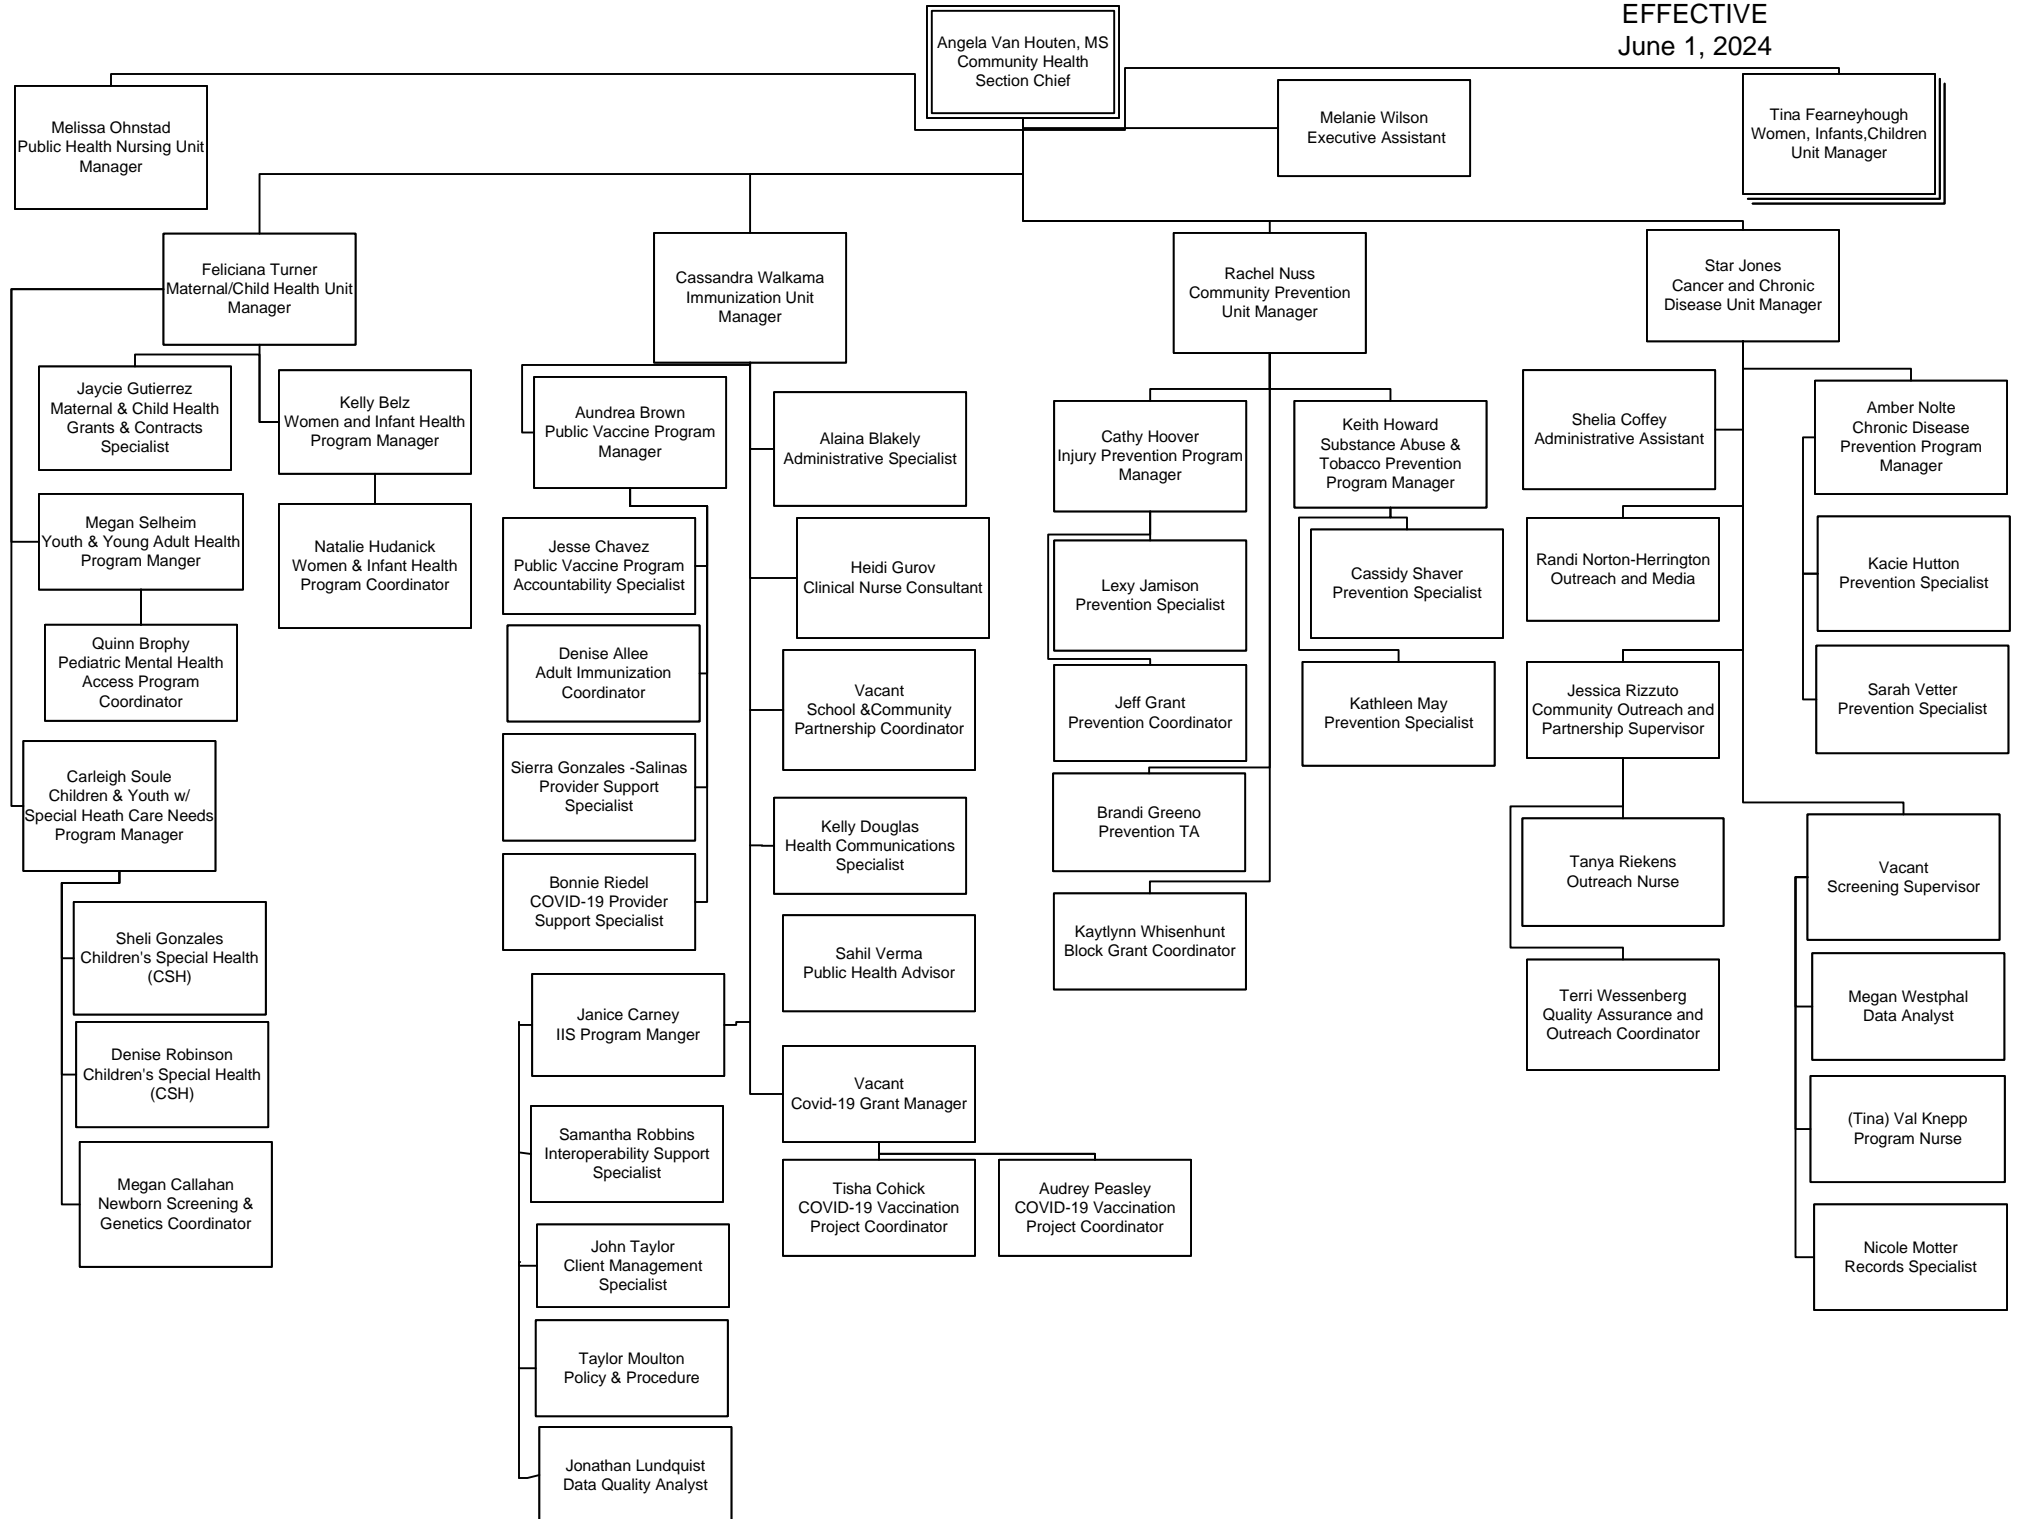 EFFECTIVE
June 1, 2024
Angela Van Houten, MS
Community Health
Section Chief
Melissa Ohnstad
Public Health Nursing Unit
Manager
Melanie Wilson
Executive Assistant
Tina Fearneyhough
Women, Infants,Children
Unit Manager
Feliciana Turner
Maternal/Child Health Unit
Manager
Cassandra Walkama
Immunization Unit
Manager
Rachel Nuss
Community Prevention
Unit Manager
Star Jones
Cancer and Chronic
Disease Unit Manager
Jaycie Gutierrez
Maternal & Child Health
Grants & Contracts
Specialist
Kelly Belz
Women and Infant Health
Program Manager
Megan Selheim
Youth & Young Adult Health
Program Manger
Natalie Hudanick
Women & Infant Health
Program Coordinator
Quinn Brophy
Pediatric Mental Health
Access Program
Coordinator
Carleigh Soule
Children & Youth w/
Special Heath Care Needs
Program Manager
Sheli Gonzales
Children's Special Health
(CSH)
Denise Robinson
Children's Special Health
(CSH)
Megan Callahan
Newborn Screening &
Genetics Coordinator
Aundrea Brown
Public Vaccine Program
Manager
Alaina Blakely
Administrative Specialist
Jesse Chavez
Public Vaccine Program
Accountability Specialist
Heidi Gurov
Clinical Nurse Consultant
Denise Allee
Adult Immunization
Coordinator
Vacant
School &Community
Partnership Coordinator
Sierra Gonzales -Salinas
Provider Support
Specialist
Kelly Douglas
Health Communications
Specialist
Bonnie Riedel
COVID-19 Provider
Support Specialist
Sahil Verma
Public Health Advisor
Janice Carney
IIS Program Manger
Vacant
Covid-19 Grant Manager
Samantha Robbins
Interoperability Support
Specialist
Tisha Cohick
COVID-19 Vaccination
Project Coordinator
Audrey Peasley
COVID-19 Vaccination
Project Coordinator
John Taylor
Client Management
Specialist
Taylor Moulton
Policy & Procedure
Jonathan Lundquist
Data Quality Analyst
Cathy Hoover
Injury Prevention Program
Manager
Keith Howard
Substance Abuse &
Tobacco Prevention
Program Manager
Lexy Jamison
Prevention Specialist
Cassidy Shaver
Prevention Specialist
Jeff Grant
Prevention Coordinator
Kathleen May
Prevention Specialist
Brandi Greeno
Prevention TA
Kaytlynn Whisenhunt
Block Grant Coordinator
Shelia Coffey
Administrative Assistant
Amber Nolte
Chronic Disease
Prevention Program
Manager
Randi Norton-Herrington
Outreach and Media
Kacie Hutton
Prevention Specialist
Jessica Rizzuto
Community Outreach and
Partnership Supervisor
Sarah Vetter
Prevention Specialist
Tanya Riekens
Outreach Nurse
Vacant
Screening Supervisor
Terri Wessenberg
Quality Assurance and
Outreach Coordinator
Megan Westphal
Data Analyst
(Tina) Val Knepp
Program Nurse
Nicole Motter
Records Specialist